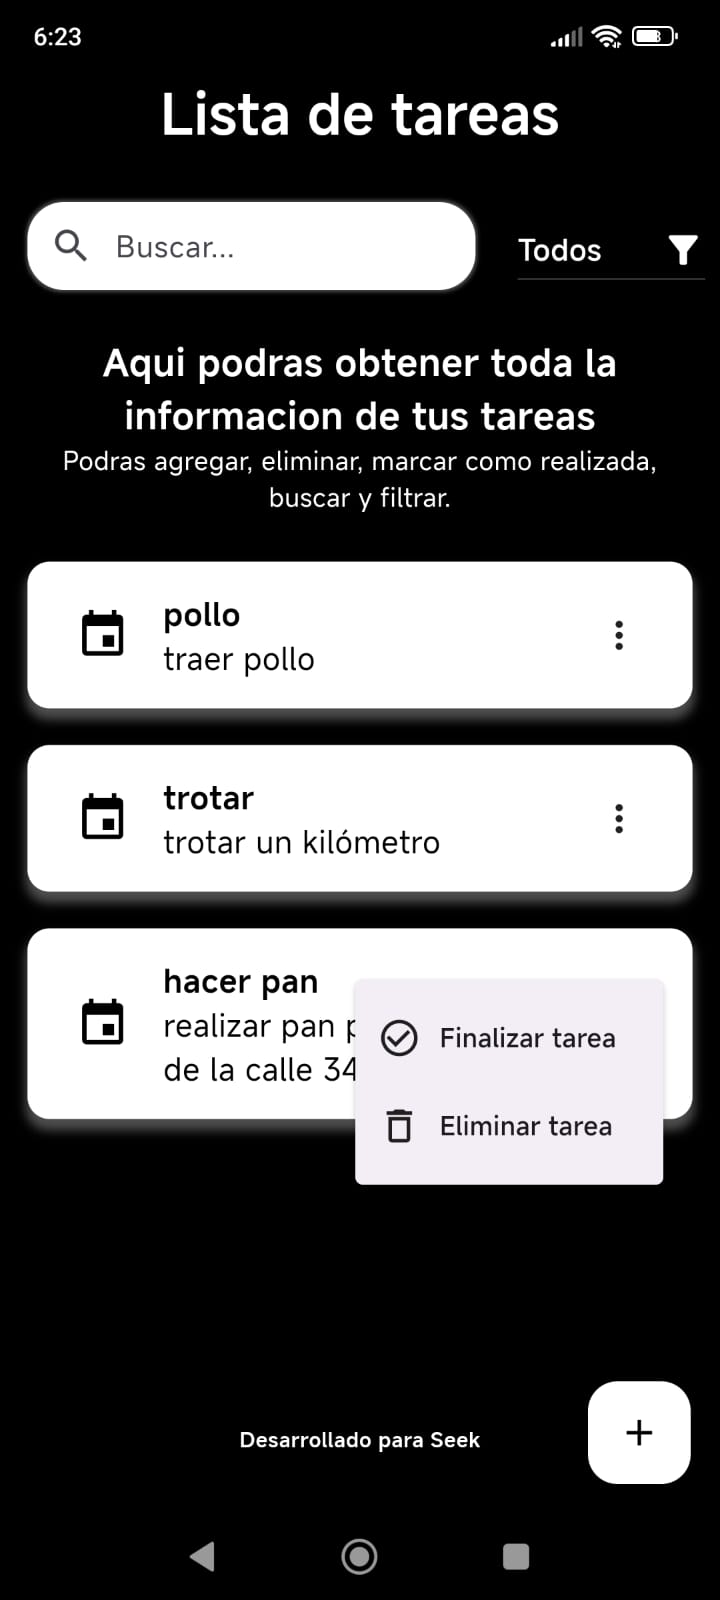 6:23
Lista de tareas
Buscar...
Todos
Aqui podras obtener toda la
informacion de tus tareas
Podras agregar, eliminar, marcar como realizada,
buscar y filtrar.
pollo
traer pollo
trotar
trotar un kilómetro
hacer pan
realizar pan
de la calle 34
Finalizar tarea
Eliminar tarea
Desarrollado para Seek